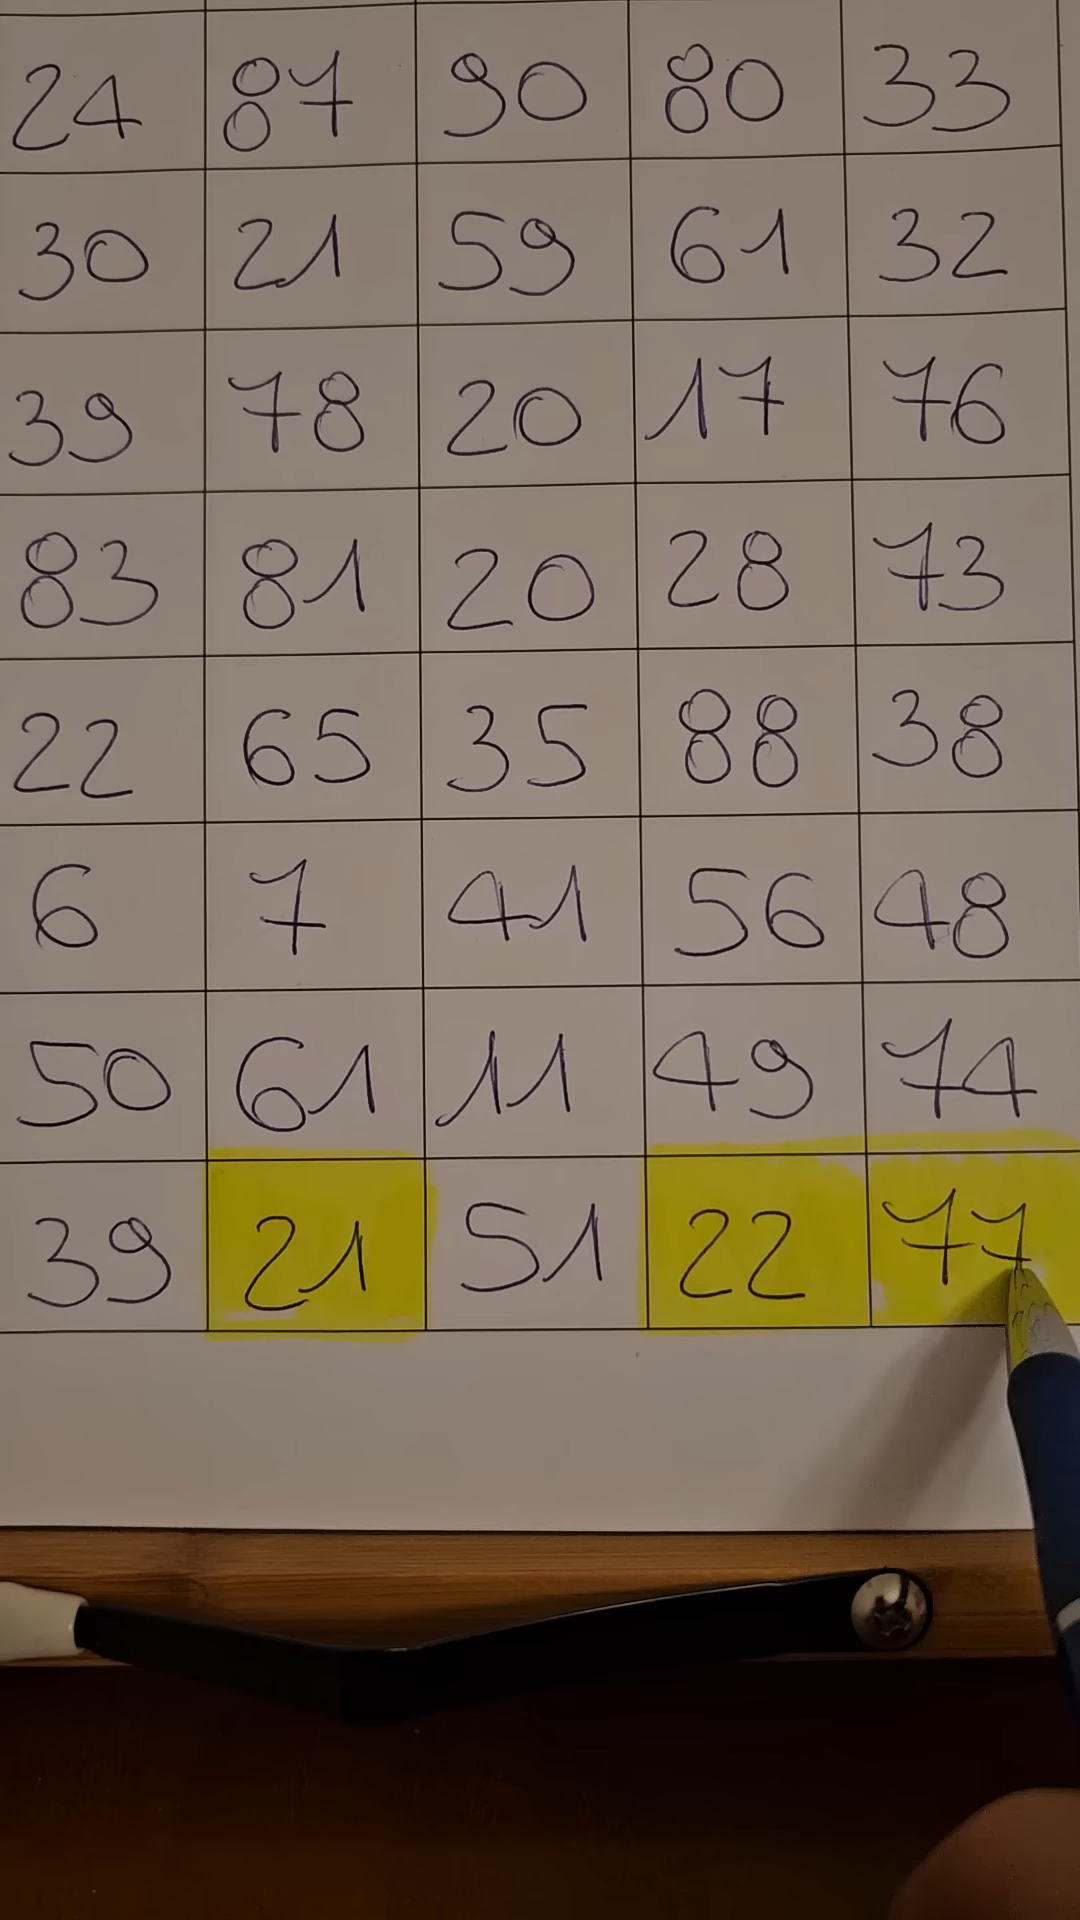 24 87 90 80 33
30 21 59 61 32
39 78 20 17 76
83 81 20 28 73
22 65 35 88 38
6 7 41 56 48
50 61 11 49 74
39 21 51 22 77